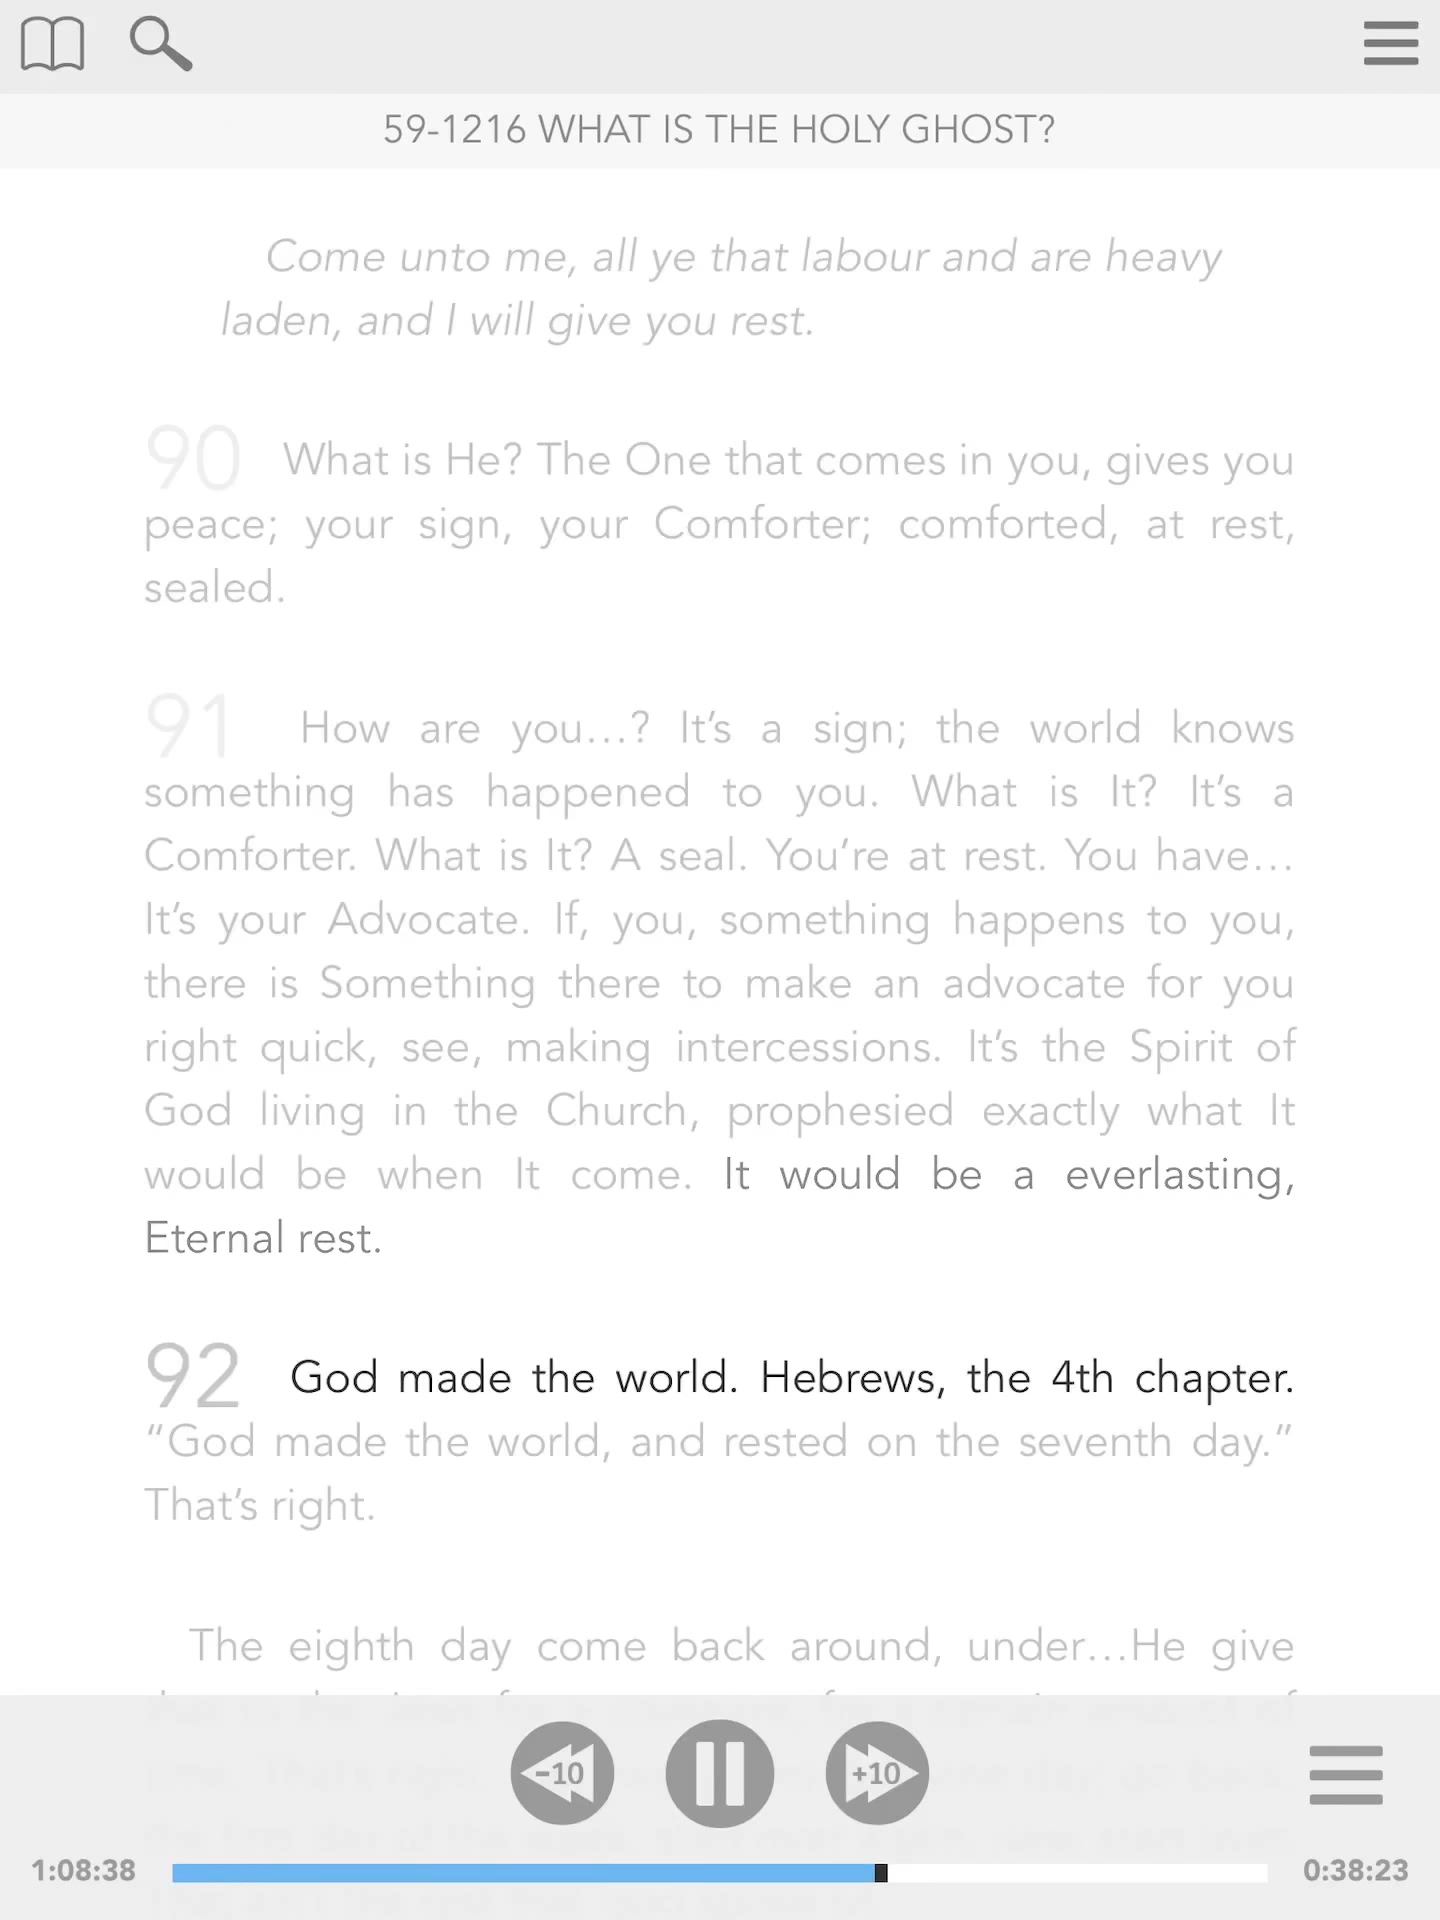 59-1216 WHAT IS THE HOLY GHOST?
Come unto me, all ye that labour and are heavy
laden, and I will give you rest.
90 What is He? The One that comes in you, gives you
peace; your sign, your Comforter; comforted, at rest,
sealed.
91 How are you…? It’s a sign; the world knows
something has happened to you. What is It? It’s a
Comforter. What is It? A seal. You’re at rest. You have…
It’s your Advocate. If, you, something happens to you,
there is Something there to make an advocate for you
right quick, see, making intercessions. It’s the Spirit of
God living in the Church, prophesied exactly what It
would be when It come. It would be a everlasting,
Eternal rest.
92 God made the world. Hebrews, the 4th chapter.
“God made the world, and rested on the seventh day.”
That’s right.
The eighth day come back around, under…He give
-10 +10
1:08:38 0:38:23